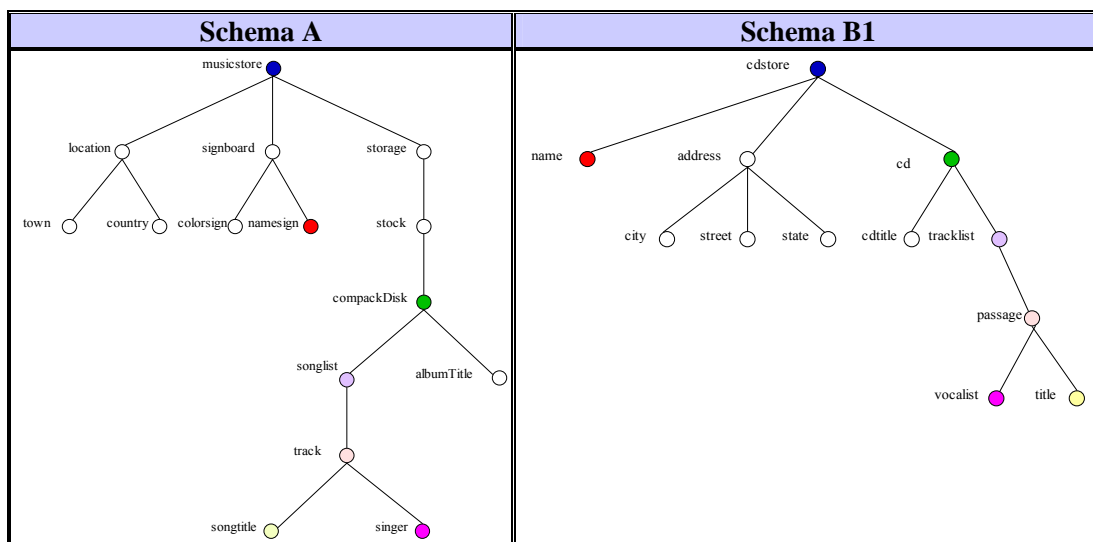 Schema A
Schema B1
musicstore
location
signboard
storage
town
country
colorsign
namesign
stock
compackDisk
songlist
albumTitle
track
songtitle
singer
cdstore
name
address
cd
city
street
state
cdtitle
tracklist
passage
vocalist
title